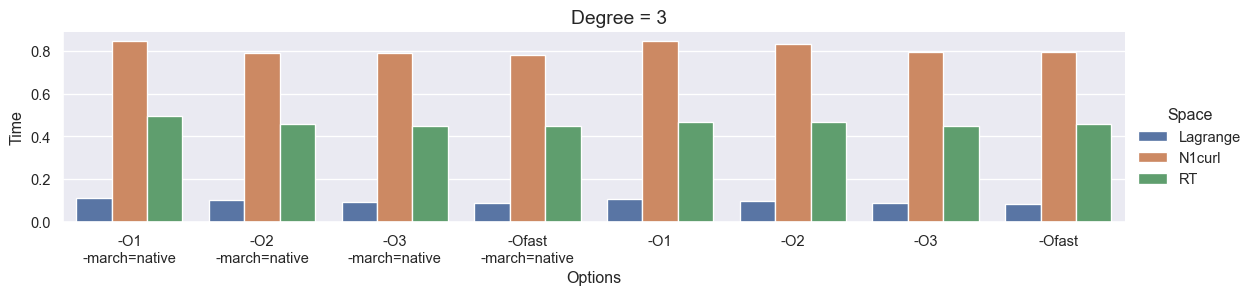 Degree = 3
Time
0.8
0.6
0.4
0.2
0.0
-O1
-march=native
-O2
-march=native
-O3
-march=native
-Ofast
-march=native
-O1
-O2
-O3
-Ofast
Options
Space
Lagrange
N1curl
RT